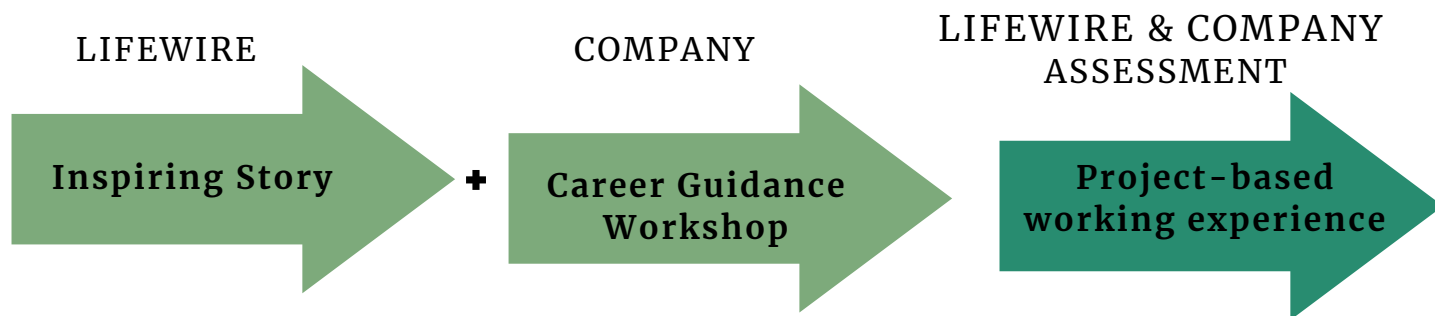 LIFEWIRE
Inspiring Story
+
COMPANY
Career Guidance
Workshop
LIFEWIRE & COMPANY
ASSESSMENT
Project-based
working experience